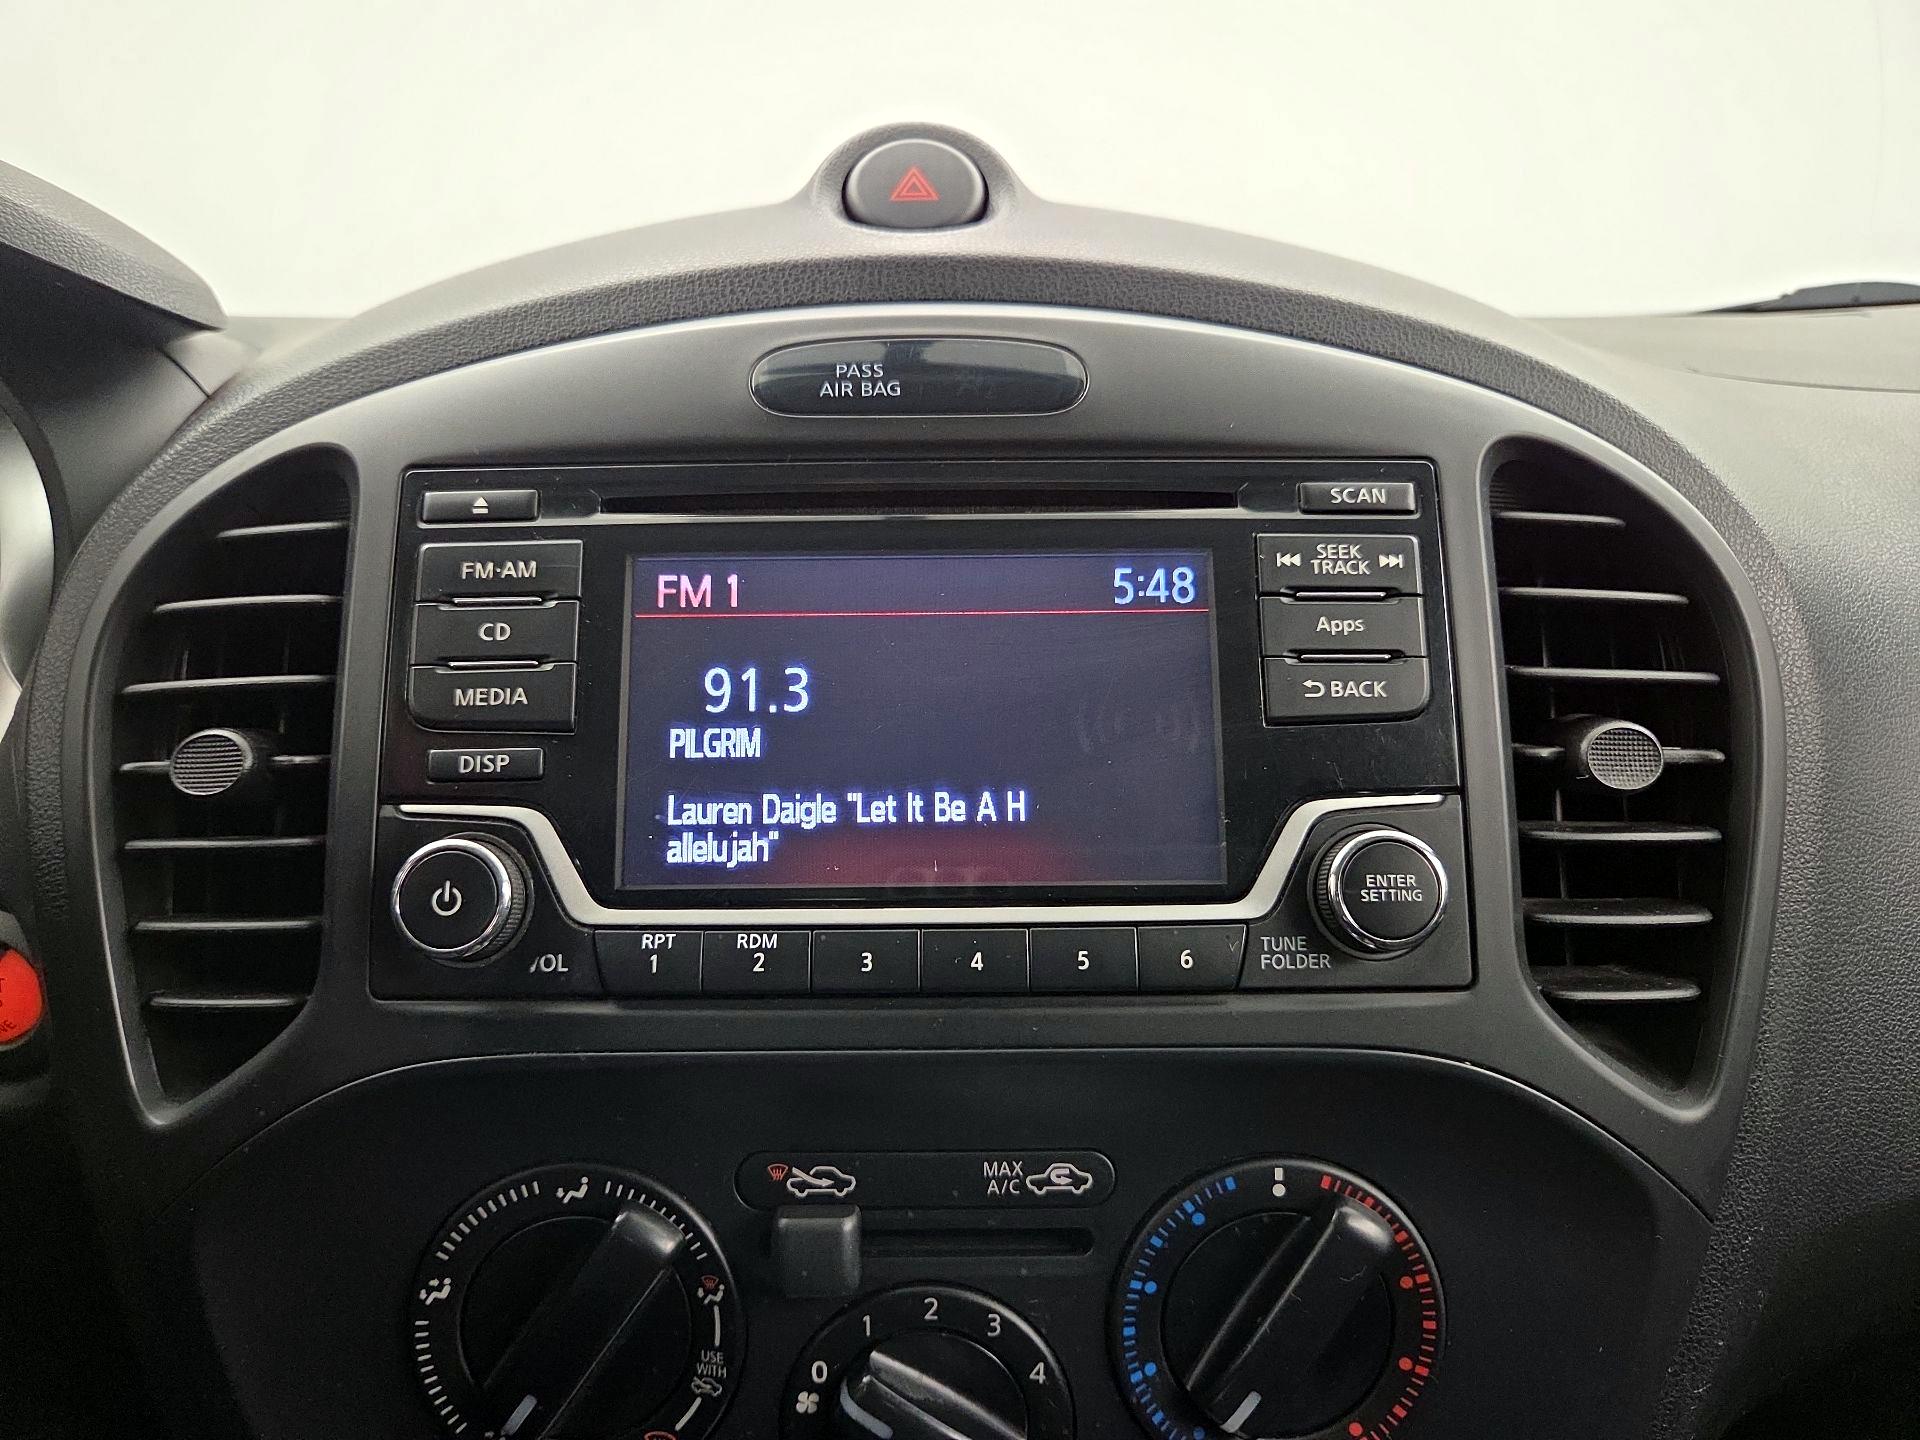 PASS
AIR BAG
SCAN
FM·AM
CD
MEDIA
DISP
FM 1
5:48
91.3
PILGRIM
Lauren Daigle "Let It Be A H
allelujah"
SEEK
TRACK
Apps
BACK
VOL
RPT
1
RDM
2
3
4
5
6
TUNE
FOLDER
ENTER
SETTING
MAX
A/C
USE
WITH
0
1
2
3
4